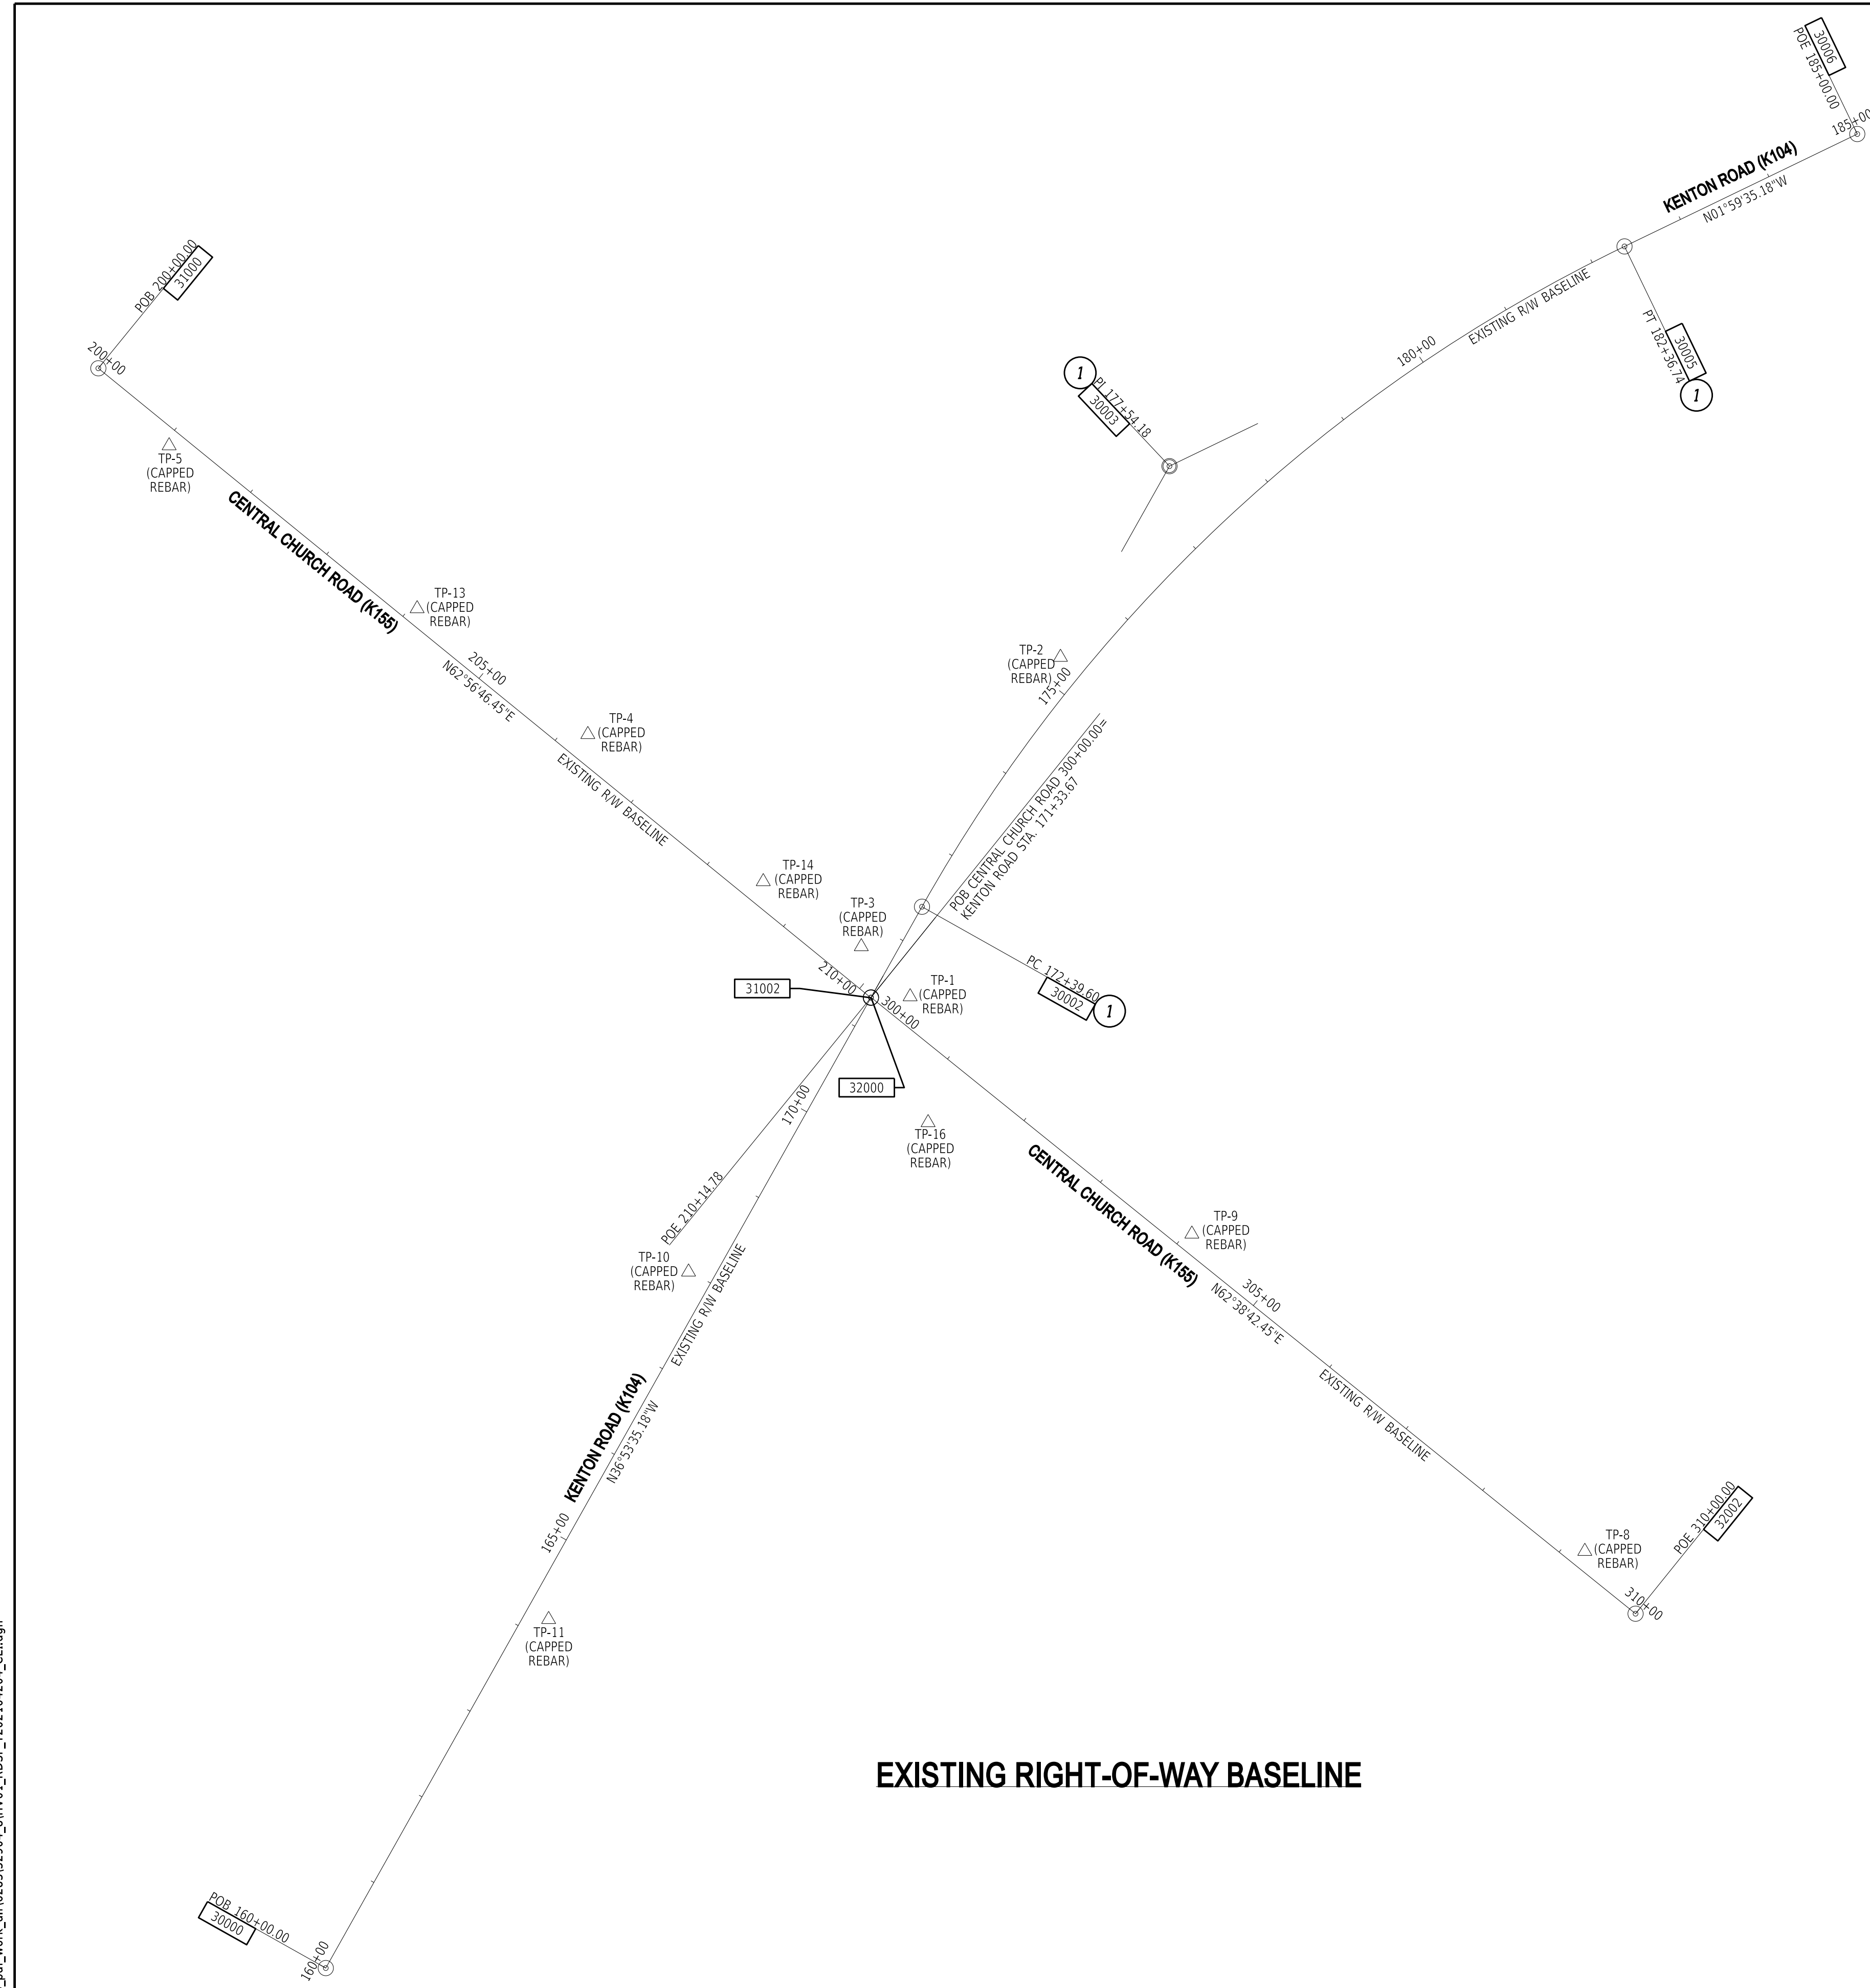 30006
POE 185+00.00
185+00
KENTON ROAD (K104)
N01°59'35.18"W
POB 200+00.00
31000
200+00
EXISTING R/W BASELINE
PT 182+36.74
30005
1
180+00
1
PI 177+54.18
30003
TP-5
(CAPPED
REBAR)
CENTRAL CHURCH ROAD (K155)
TP-13
(CAPPED
REBAR)
205+00
N62°56'46.45"E
TP-2
(CAPPED
REBAR)
175+00
TP-4
(CAPPED
REBAR)
EXISTING R/W BASELINE
POB CENTRAL CHURCH ROAD 300+00.00=
KENTON ROAD STA. 171+33.67
TP-14
(CAPPED
REBAR)
TP-3
(CAPPED
REBAR)
210+00
31002
TP-1
(CAPPED
REBAR)
300+00
PC 172+39.60
30002
1
32000
170+00
TP-16
(CAPPED
REBAR)
POE 210+14.78
TP-10
(CAPPED
REBAR)
EXISTING R/W BASELINE
CENTRAL CHURCH ROAD (K155)
TP-9
(CAPPED
REBAR)
305+00
N62°38'42.45"E
EXISTING R/W BASELINE
KENTON ROAD (K104)
N36°53'35.18"W
165+00
POE 310+00.00
32002
TP-8
(CAPPED
REBAR)
310+00
TP-11
(CAPPED
REBAR)
EXISTING RIGHT-OF-WAY BASELINE
POB 160+00.00
30000
160+00